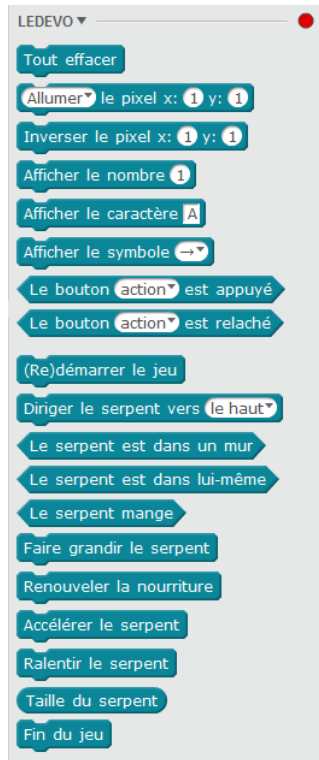 LEDEVO ▾
Tout effacer
Allumer▾ le pixel x: 1 y: 1
Inverser le pixel x: 1 y: 1
Afficher le nombre 1
Afficher le caractère A
Afficher le symbole →▾
Le bouton action▾ est appuyé
Le bouton action▾ est relaché
(Re)démarrer le jeu
Diriger le serpent vers le haut▾
Le serpent est dans un mur
Le serpent est dans lui-même
Le serpent mange
Faire grandir le serpent
Renouveler la nourriture
Accélérer le serpent
Ralentir le serpent
Taille du serpent
Fin du jeu